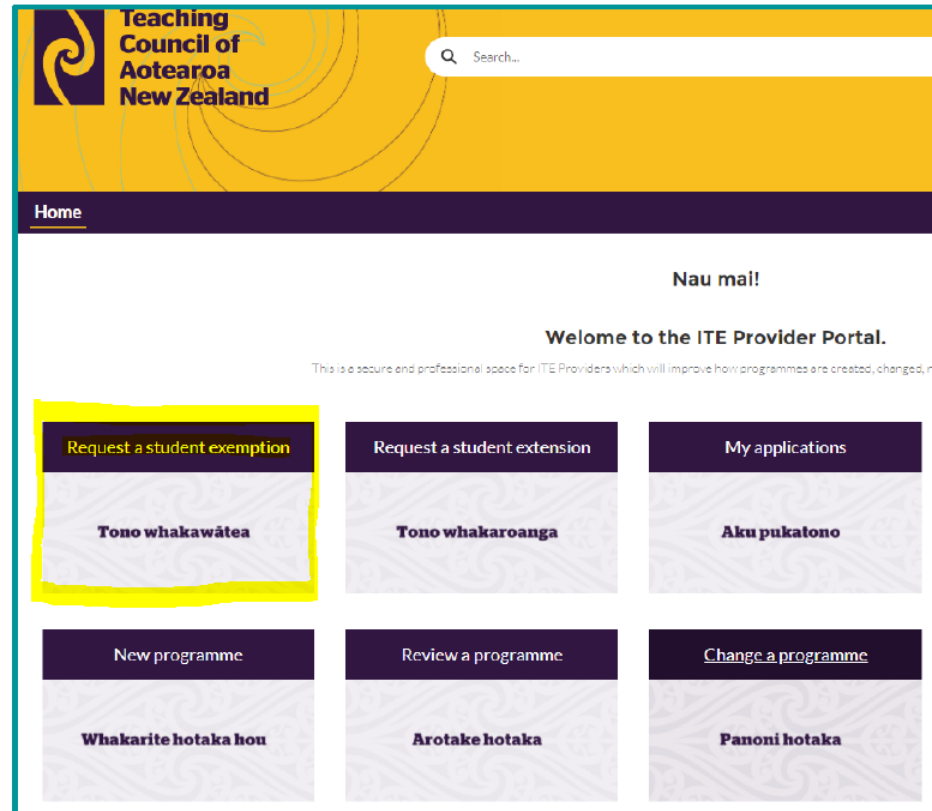 Teaching
Council of
Aotearoa
New Zealand
Search...
Home
Nau mai!
Welome to the ITE Provider Portal.
This is a secure and professional space for ITE Providers which will improve how programmes are created, changed,
Request a student exemption
Request a student extension
My applications
Tono whakawātea
Tono whakaroanga
Aku pukatono
New programme
Review a programme
Change a programme
Whakarite hotaka hou
Arotake hotaka
Panoni hotaka